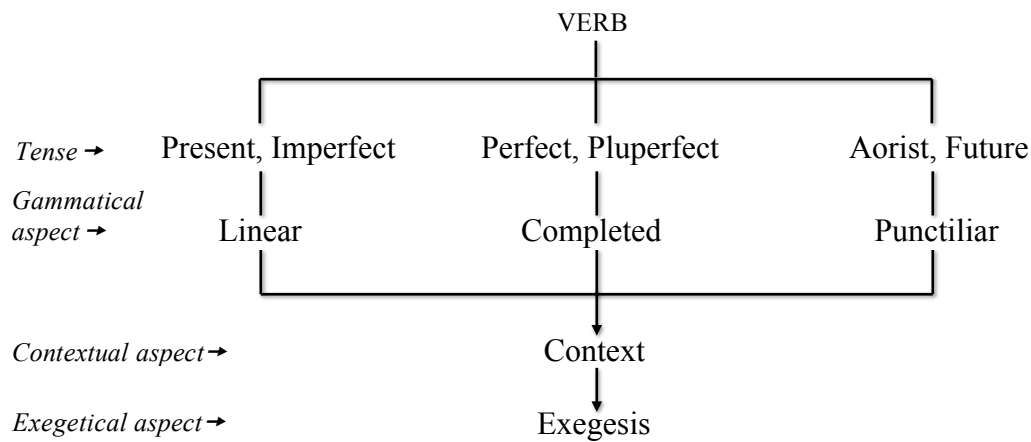 VERB
Tense → Present, Imperfect Perfect, Pluperfect Aorist, Future
Gammatical
aspect → Linear Completed Punctiliar
Contextual aspect → Context
Exegetical aspect → Exegesis